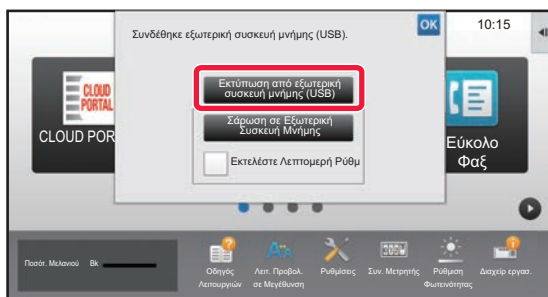 Συνδέθηκε εξωτερική συσκευή μνήμης (USB).
OK
10:15
Εκτύπωση από εξωτερική
συσκευή μνήμης (USB)
Σάρωση σε Εξωτερική
Συσκευή Μνήμης
Εκτελέστε Λεπτομερή Ρύθμ
CLOUD
PORTAL
CLOUD POR
Εύκολο
Φαξ
Ποσότ. Μελανιού Bk
Οδηγός
Λειτουργιών
Λειτ. Προβολ.
σε Μεγέθυνση
Ρυθμίσεις
Συν. Μετρητής
Ρύθμιση
Φωτεινότητας
Διαχείρ εργασ.